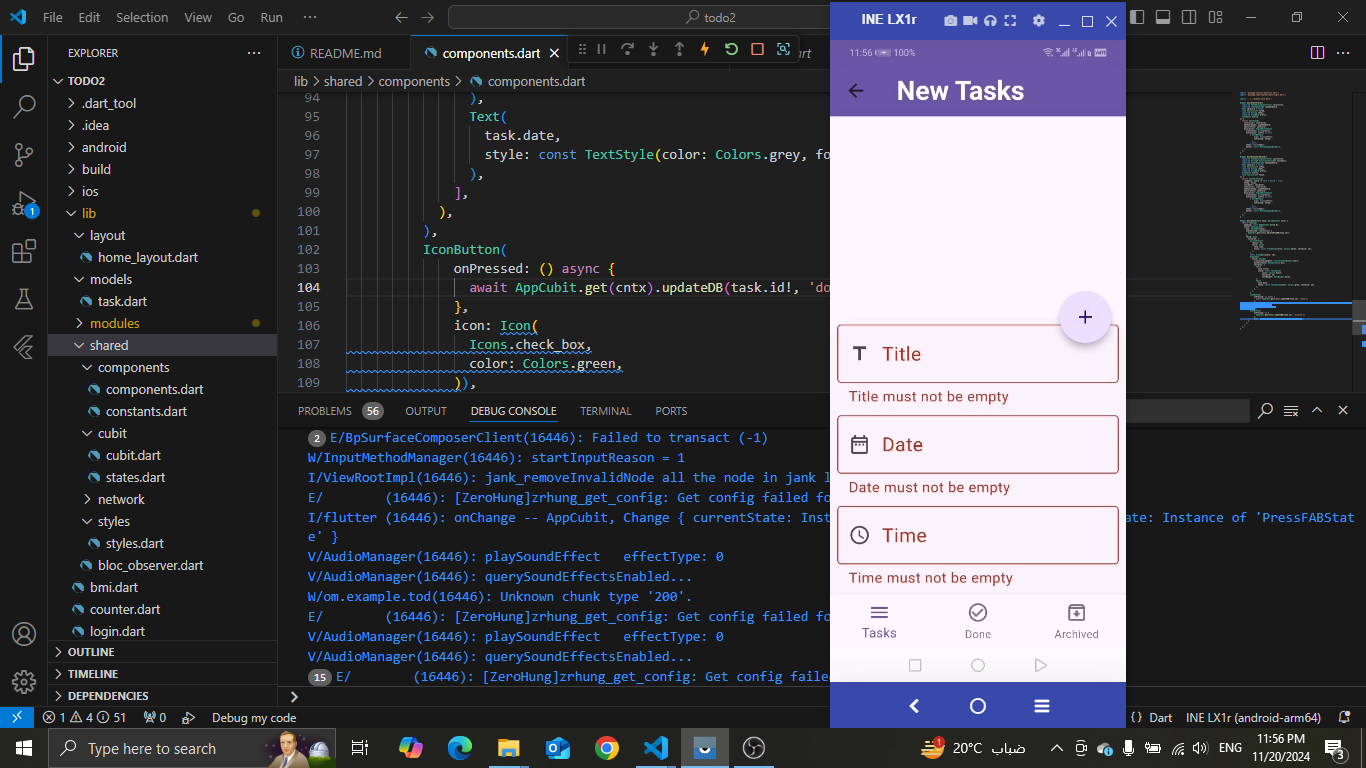 File Edit Selection View Go Run ··· todo2
EXPLORER ···
TODO2
.dart_tool
.idea
android
build
ios
lib
layout
home_layout.dart
models
task.dart
modules
shared
components
components.dart
constants.dart
cubit
cubit.dart
states.dart
network
styles
styles.dart
bloc_observer.dart
bmi.dart
counter.dart
login.dart
OUTLINE
TIMELINE
DEPENDENCIES
1
README.md components.dart
lib > shared > components > components.dart
94 ),
95 Text(
96 task.date,
97 style: const TextStyle(color: Colors.grey, fo
98 ),
99 ],
100 ),
101 ),
102 IconButton(
103 onPressed: () async {
104 await AppCubit.get(cntx).updateDB(task.id!, 'do
105 },
106 icon: Icon(
107 Icons.check_box,
108 color: Colors.green,
109 )),
PROBLEMS 56 OUTPUT DEBUG CONSOLE TERMINAL PORTS
2 E/BpSurfaceComposerClient(16446): Failed to transact (-1)
W/InputMethodManager(16446): startInputReason = 1
I/ViewRootImpl(16446): jank_removeInvalidNode all the node in jank l
E/ (16446): [ZeroHung]zrhung_get_config: Get config failed fo
I/flutter (16446): onChange -- AppCubit, Change { currentState: Inst
ate: Instance of 'PressFABStat
e' }
V/AudioManager(16446): playSoundEffect effectType: 0
V/AudioManager(16446): querySoundEffectsEnabled...
W/om.example.tod(16446): Unknown chunk type '200'.
E/ (16446): [ZeroHung]zrhung_get_config: Get config failed fo
V/AudioManager(16446): playSoundEffect effectType: 0
V/AudioManager(16446): querySoundEffectsEnabled...
15 E/ (16446): [ZeroHung]zrhung_get_config: Get config faile
INE LX1r
11:56 100%
New Tasks
+
Title
Title must not be empty
Date
Date must not be empty
Time
Time must not be empty
Tasks Done Archived
1 4 51 0 Debug my code {} Dart INE LX1r (android-arm64)
Type here to search
1 20°C ضباب ENG 11:56 PM
11/20/2024 3